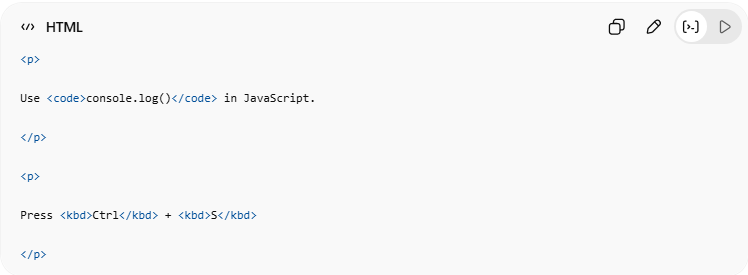 HTML
<p>
Use <code>console.log()</code> in JavaScript.
</p>
<p>
Press <kbd>Ctrl</kbd> + <kbd>S</kbd>
</p>